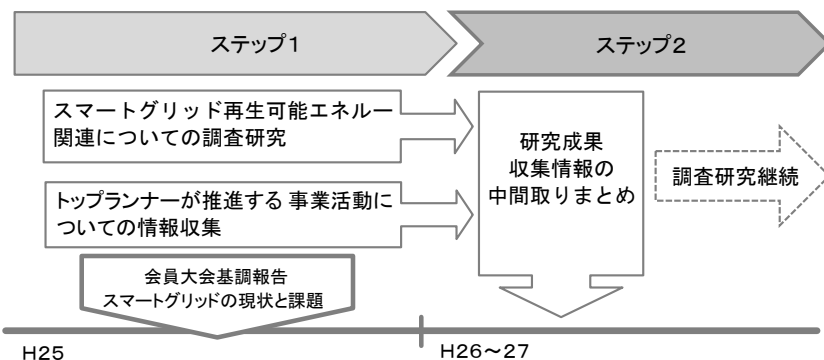 ステップ1
ステップ2
スマートグリッド再生可能エネルー
関連についての調査研究
トップランナーが推進する 事業活動に
ついての情報収集
研究成果
収集情報の
中間取りまとめ
調査研究継続
会員大会基調報告
スマートグリッドの現状と課題
H25
H26～27